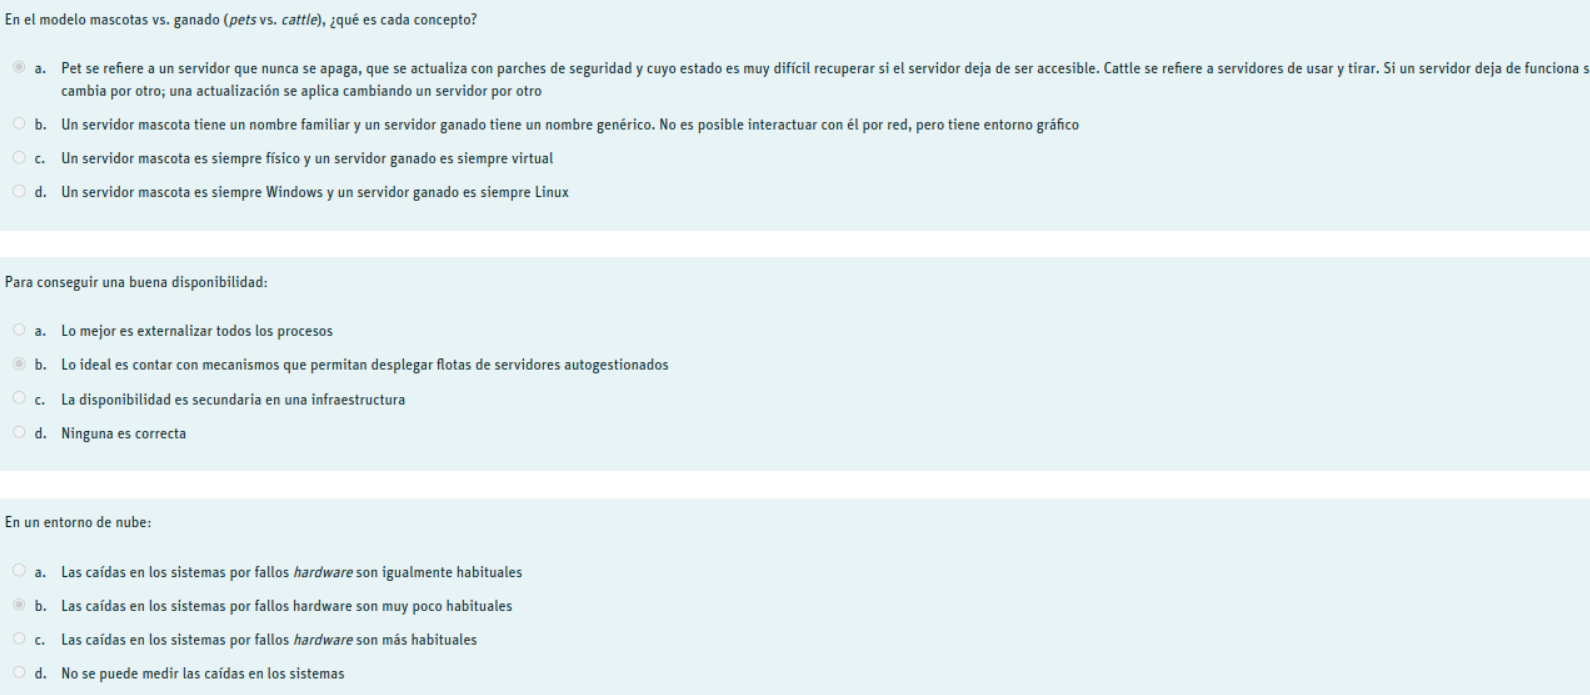 En el modelo mascotas vs. ganado (pets vs. cattle), ¿qué es cada concepto?
a. Pet se refiere a un servidor que nunca se apaga, que se actualiza con parches de seguridad y cuyo estado es muy difícil recuperar si el servidor deja de ser accesible. Cattle se refiere a servidores de usar y tirar. Si un servidor deja de funciona s
cambia por otro; una actualización se aplica cambiando un servidor por otro
b. Un servidor mascota tiene un nombre familiar y un servidor ganado tiene un nombre genérico. No es posible interactuar con él por red, pero tiene entorno gráfico
c. Un servidor mascota es siempre físico y un servidor ganado es siempre virtual
d. Un servidor mascota es siempre Windows y un servidor ganado es siempre Linux
Para conseguir una buena disponibilidad:
a. Lo mejor es externalizar todos los procesos
b. Lo ideal es contar con mecanismos que permitan desplegar flotas de servidores autogestionados
c. La disponibilidad es secundaria en una infraestructura
d. Ninguna es correcta
En un entorno de nube:
a. Las caídas en los sistemas por fallos hardware son igualmente habituales
b. Las caídas en los sistemas por fallos hardware son muy poco habituales
c. Las caídas en los sistemas por fallos hardware son más habituales
d. No se puede medir las caídas en los sistemas